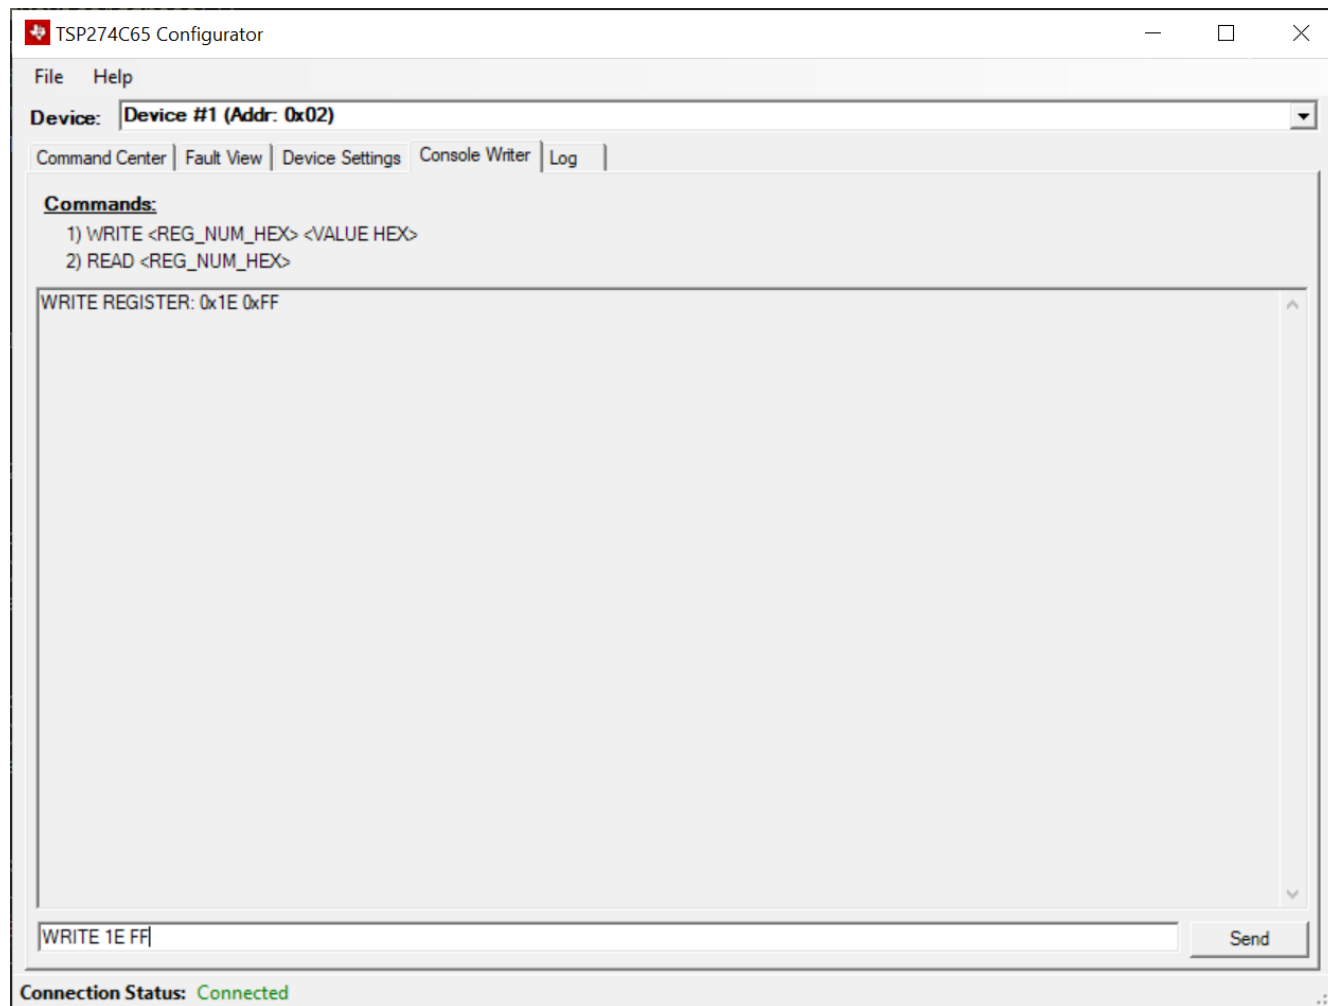 TSP274C65 Configurator
File Help
Device: Device #1 (Addr: 0x02)
Command Center Fault View Device Settings Console Writer Log
Commands:
1) WRITE <REG_NUM_HEX> <VALUE HEX>
2) READ <REG_NUM_HEX>
WRITE REGISTER: 0x1E 0xFF
WRITE 1E FF
Send
Connection Status: Connected